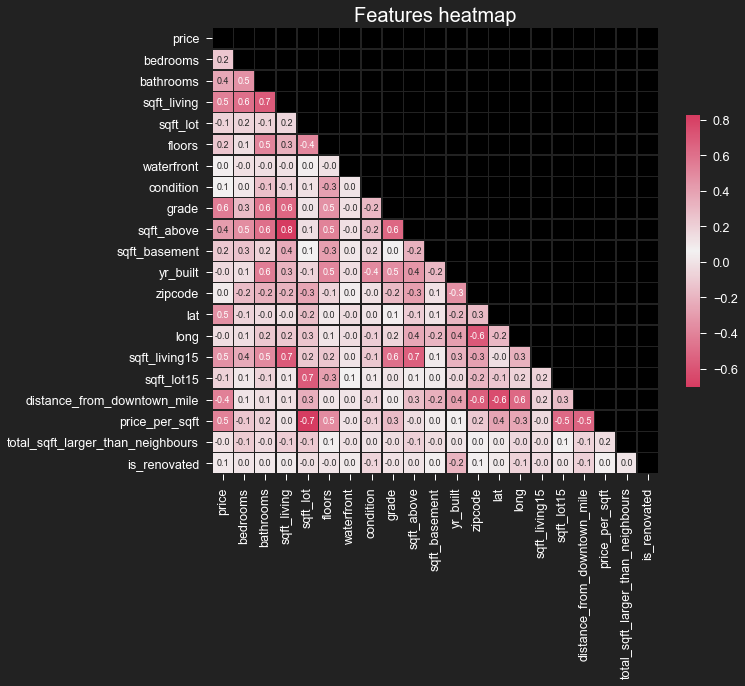 Features heatmap
price
bedrooms 0.2
bathrooms 0.4 0.5
sqft_living 0.5 0.6 0.7
sqft_lot -0.1 0.2 -0.1 0.2
floors 0.2 0.1 0.5 0.3 -0.4
waterfront 0.0 -0.0 -0.0 -0.0 0.0 -0.0
condition 0.1 0.0 -0.1 -0.1 0.1 -0.3 0.0
grade 0.6 0.3 0.6 0.6 0.0 0.5 -0.0 -0.2
sqft_above 0.4 0.5 0.6 0.8 0.1 0.5 -0.0 -0.2 0.6
sqft_basement 0.2 0.3 0.2 0.4 0.1 -0.3 0.0 0.2 0.0 -0.2
yr_built -0.0 0.1 0.6 0.3 -0.1 0.5 -0.0 -0.4 0.5 0.4 -0.2
zipcode 0.0 -0.2 -0.2 -0.2 -0.3 -0.1 0.0 -0.0 -0.2 -0.3 0.1 -0.3
lat 0.5 -0.1 -0.0 -0.0 -0.2 0.0 -0.0 0.0 0.1 -0.1 0.1 -0.2 0.3
long -0.0 0.1 0.2 0.2 0.3 0.1 -0.0 -0.1 0.2 0.4 -0.2 0.4 -0.6 -0.2
sqft_living15 0.5 0.4 0.5 0.7 0.2 0.2 0.0 -0.1 0.6 0.7 0.1 0.3 -0.3 -0.0 0.3
sqft_lot15 -0.1 0.1 -0.1 0.1 0.7 -0.3 0.1 0.1 0.0 0.1 0.0 -0.0 -0.2 -0.1 0.2 0.2
distance_from_downtown_mile -0.4 0.1 0.1 0.1 0.3 0.0 0.0 -0.1 0.0 0.3 -0.2 0.4 -0.6 -0.6 0.6 0.2 0.3
price_per_sqft 0.5 -0.1 0.2 0.0 -0.7 0.5 0.0 -0.1 0.3 0.1 -0.0 0.1 0.2 0.4 -0.3 -0.0 -0.5 -0.5
total_sqft_larger_than_neighbours -0.0 -0.1 -0.0 -0.1 -0.1 0.1 -0.0 0.0 -0.0 -0.1 -0.0 0.0 0.0 0.0 -0.0 -0.0 0.1 -0.1 0.2
is_renovated 0.1 0.0 0.0 0.0 -0.0 -0.0 0.0 -0.1 0.0 -0.0 0.0 -0.2 0.1 0.0 -0.1 -0.0 0.0 -0.1 0.0 0.0
0.8
0.6
0.4
0.2
0.0
−0.2
−0.4
−0.6
price
bedrooms
bathrooms
sqft_living
sqft_lot
floors
waterfront
condition
grade
sqft_above
sqft_basement
yr_built
zipcode
lat
long
sqft_living15
sqft_lot15
distance_from_downtown_mile
price_per_sqft
total_sqft_larger_than_neighbours
is_renovated